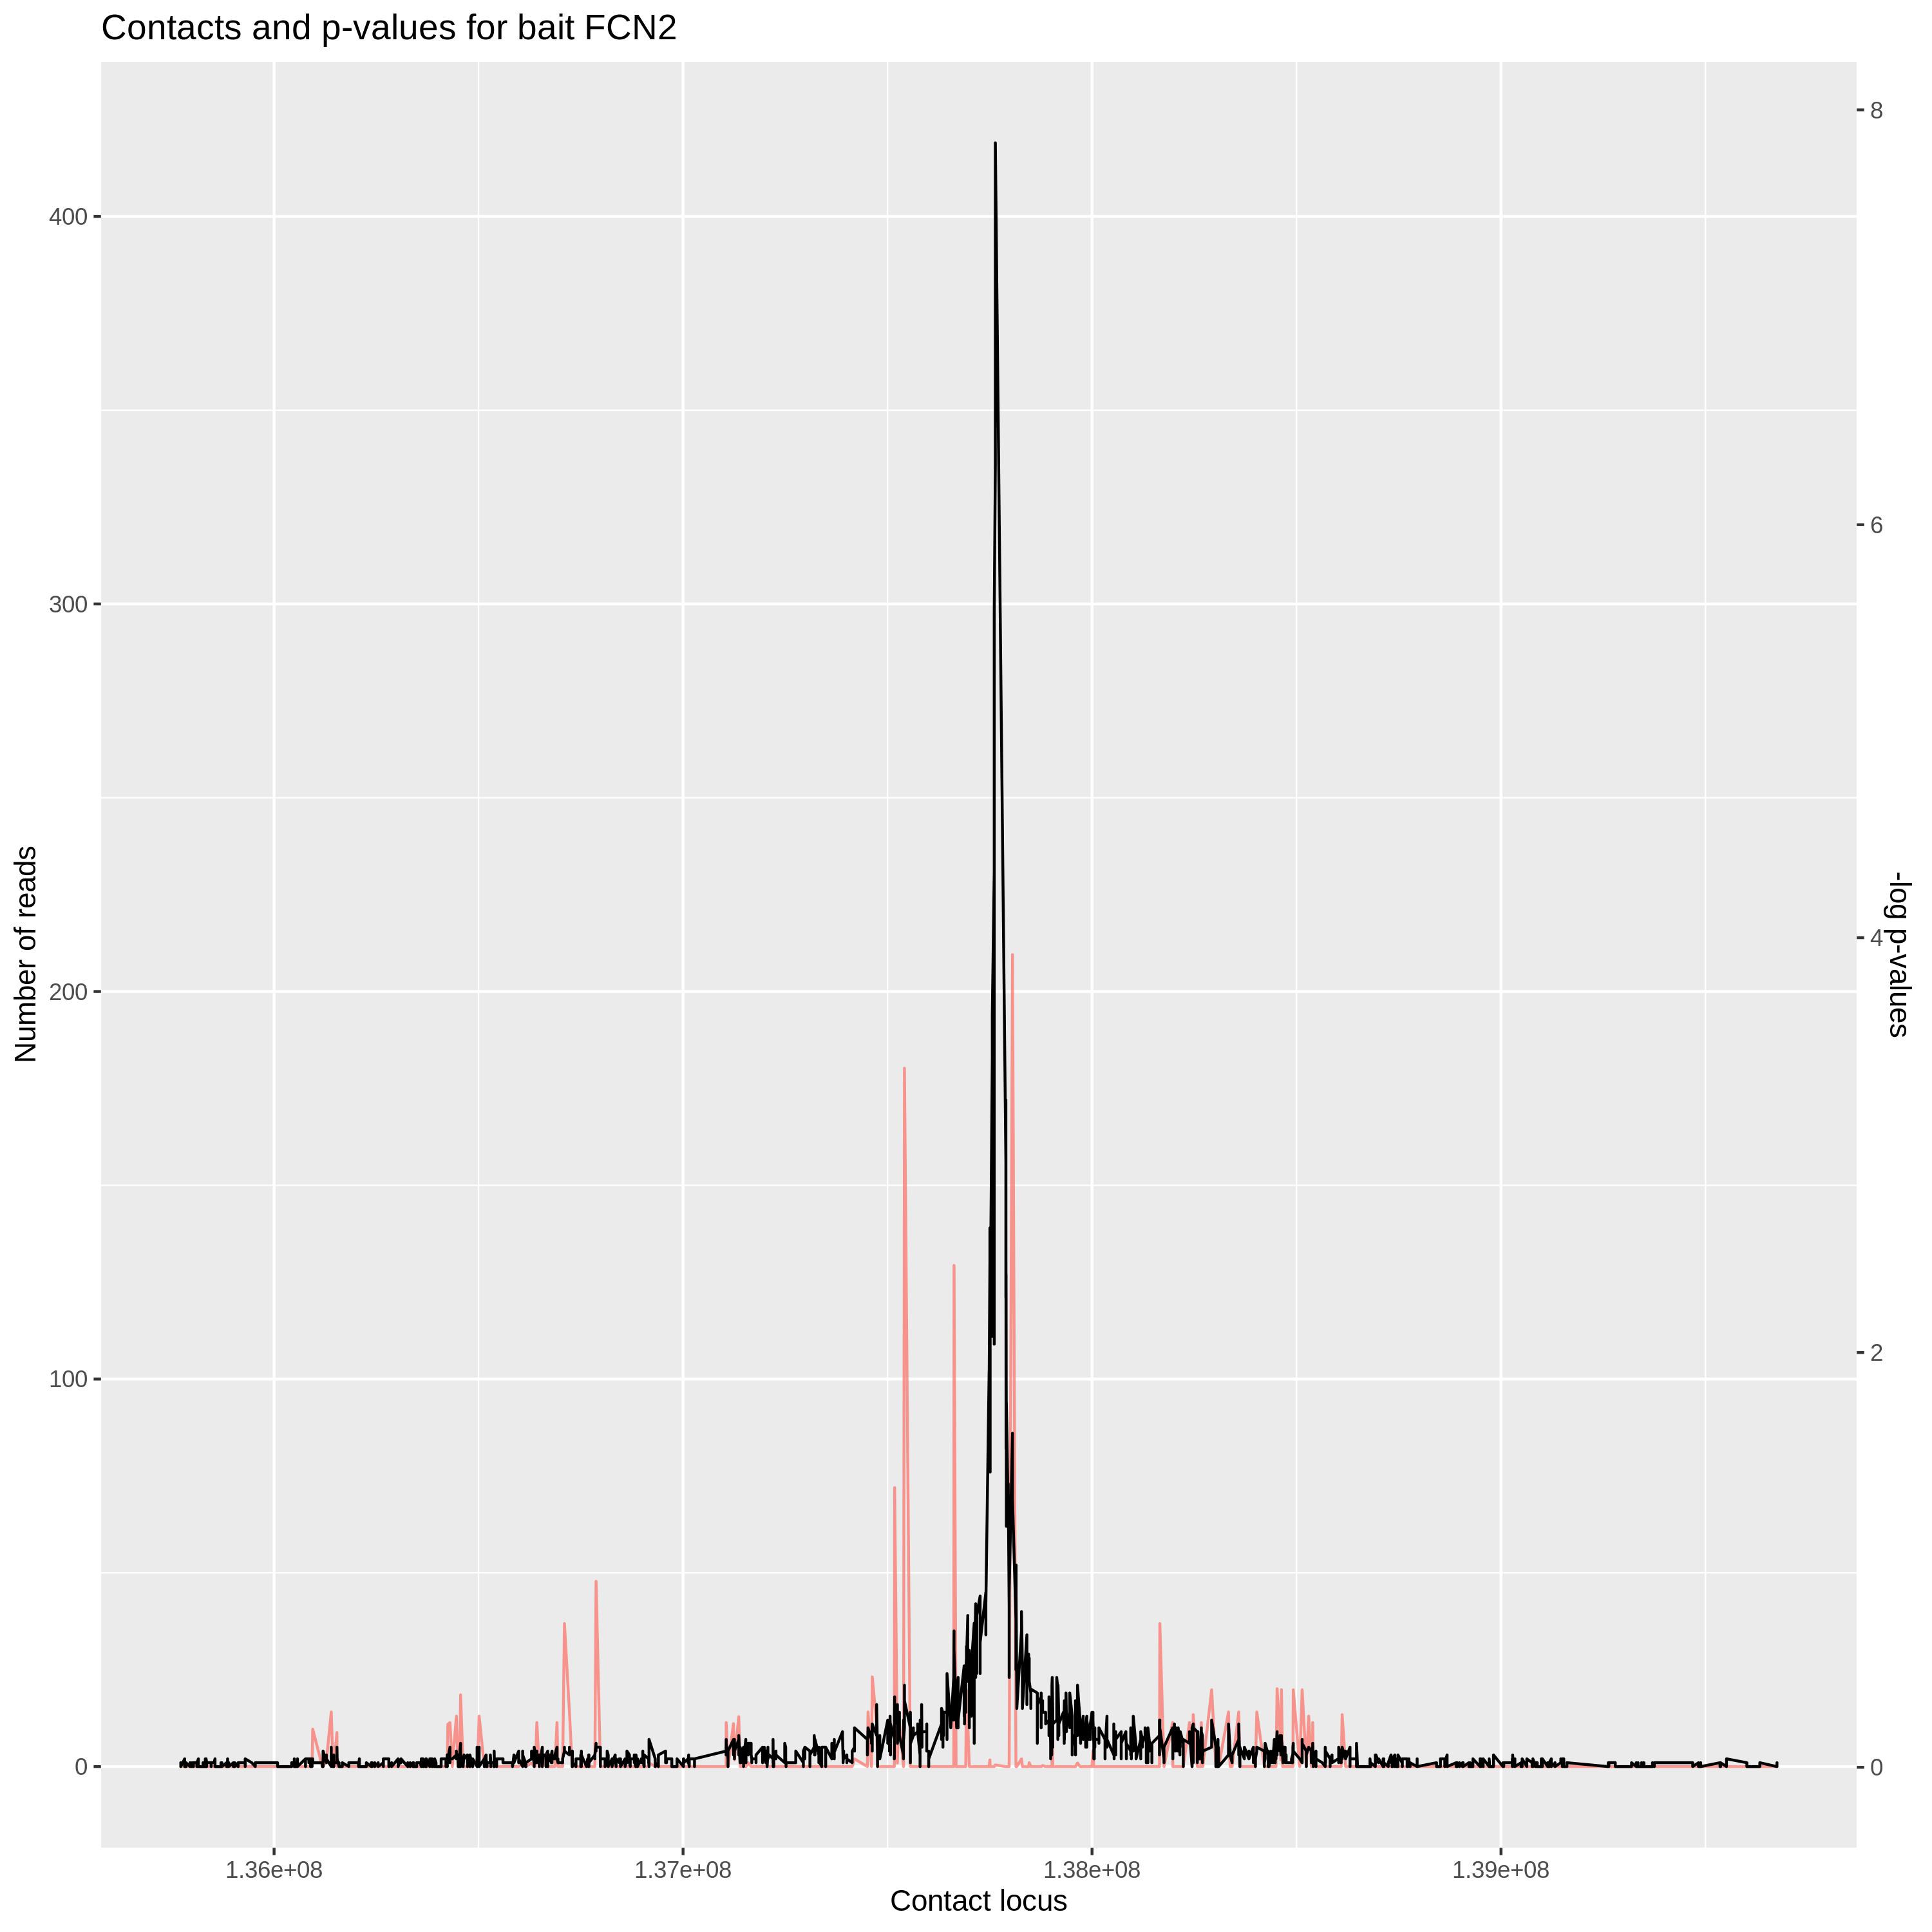 Contacts and p-values for bait FCN2
Number of reads
400
300
200
100
0
8
6
4
2
0
-log p-values
1.36e+08
1.37e+08
1.38e+08
1.39e+08
Contact locus